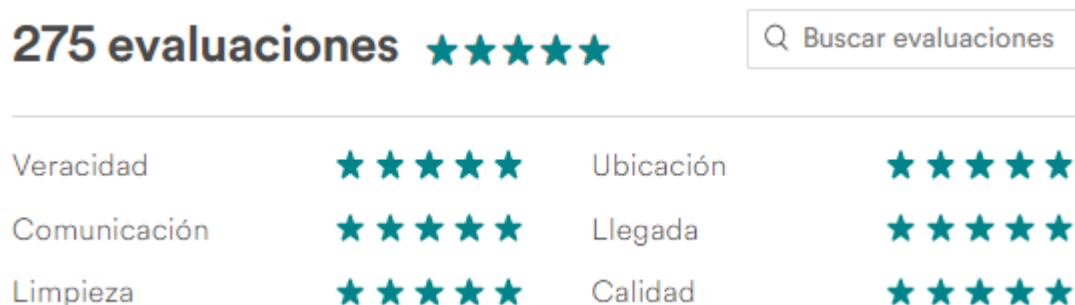 275 evaluaciones
Buscar evaluaciones
Veracidad
Ubicación
Comunicación
Llegada
Limpieza
Calidad